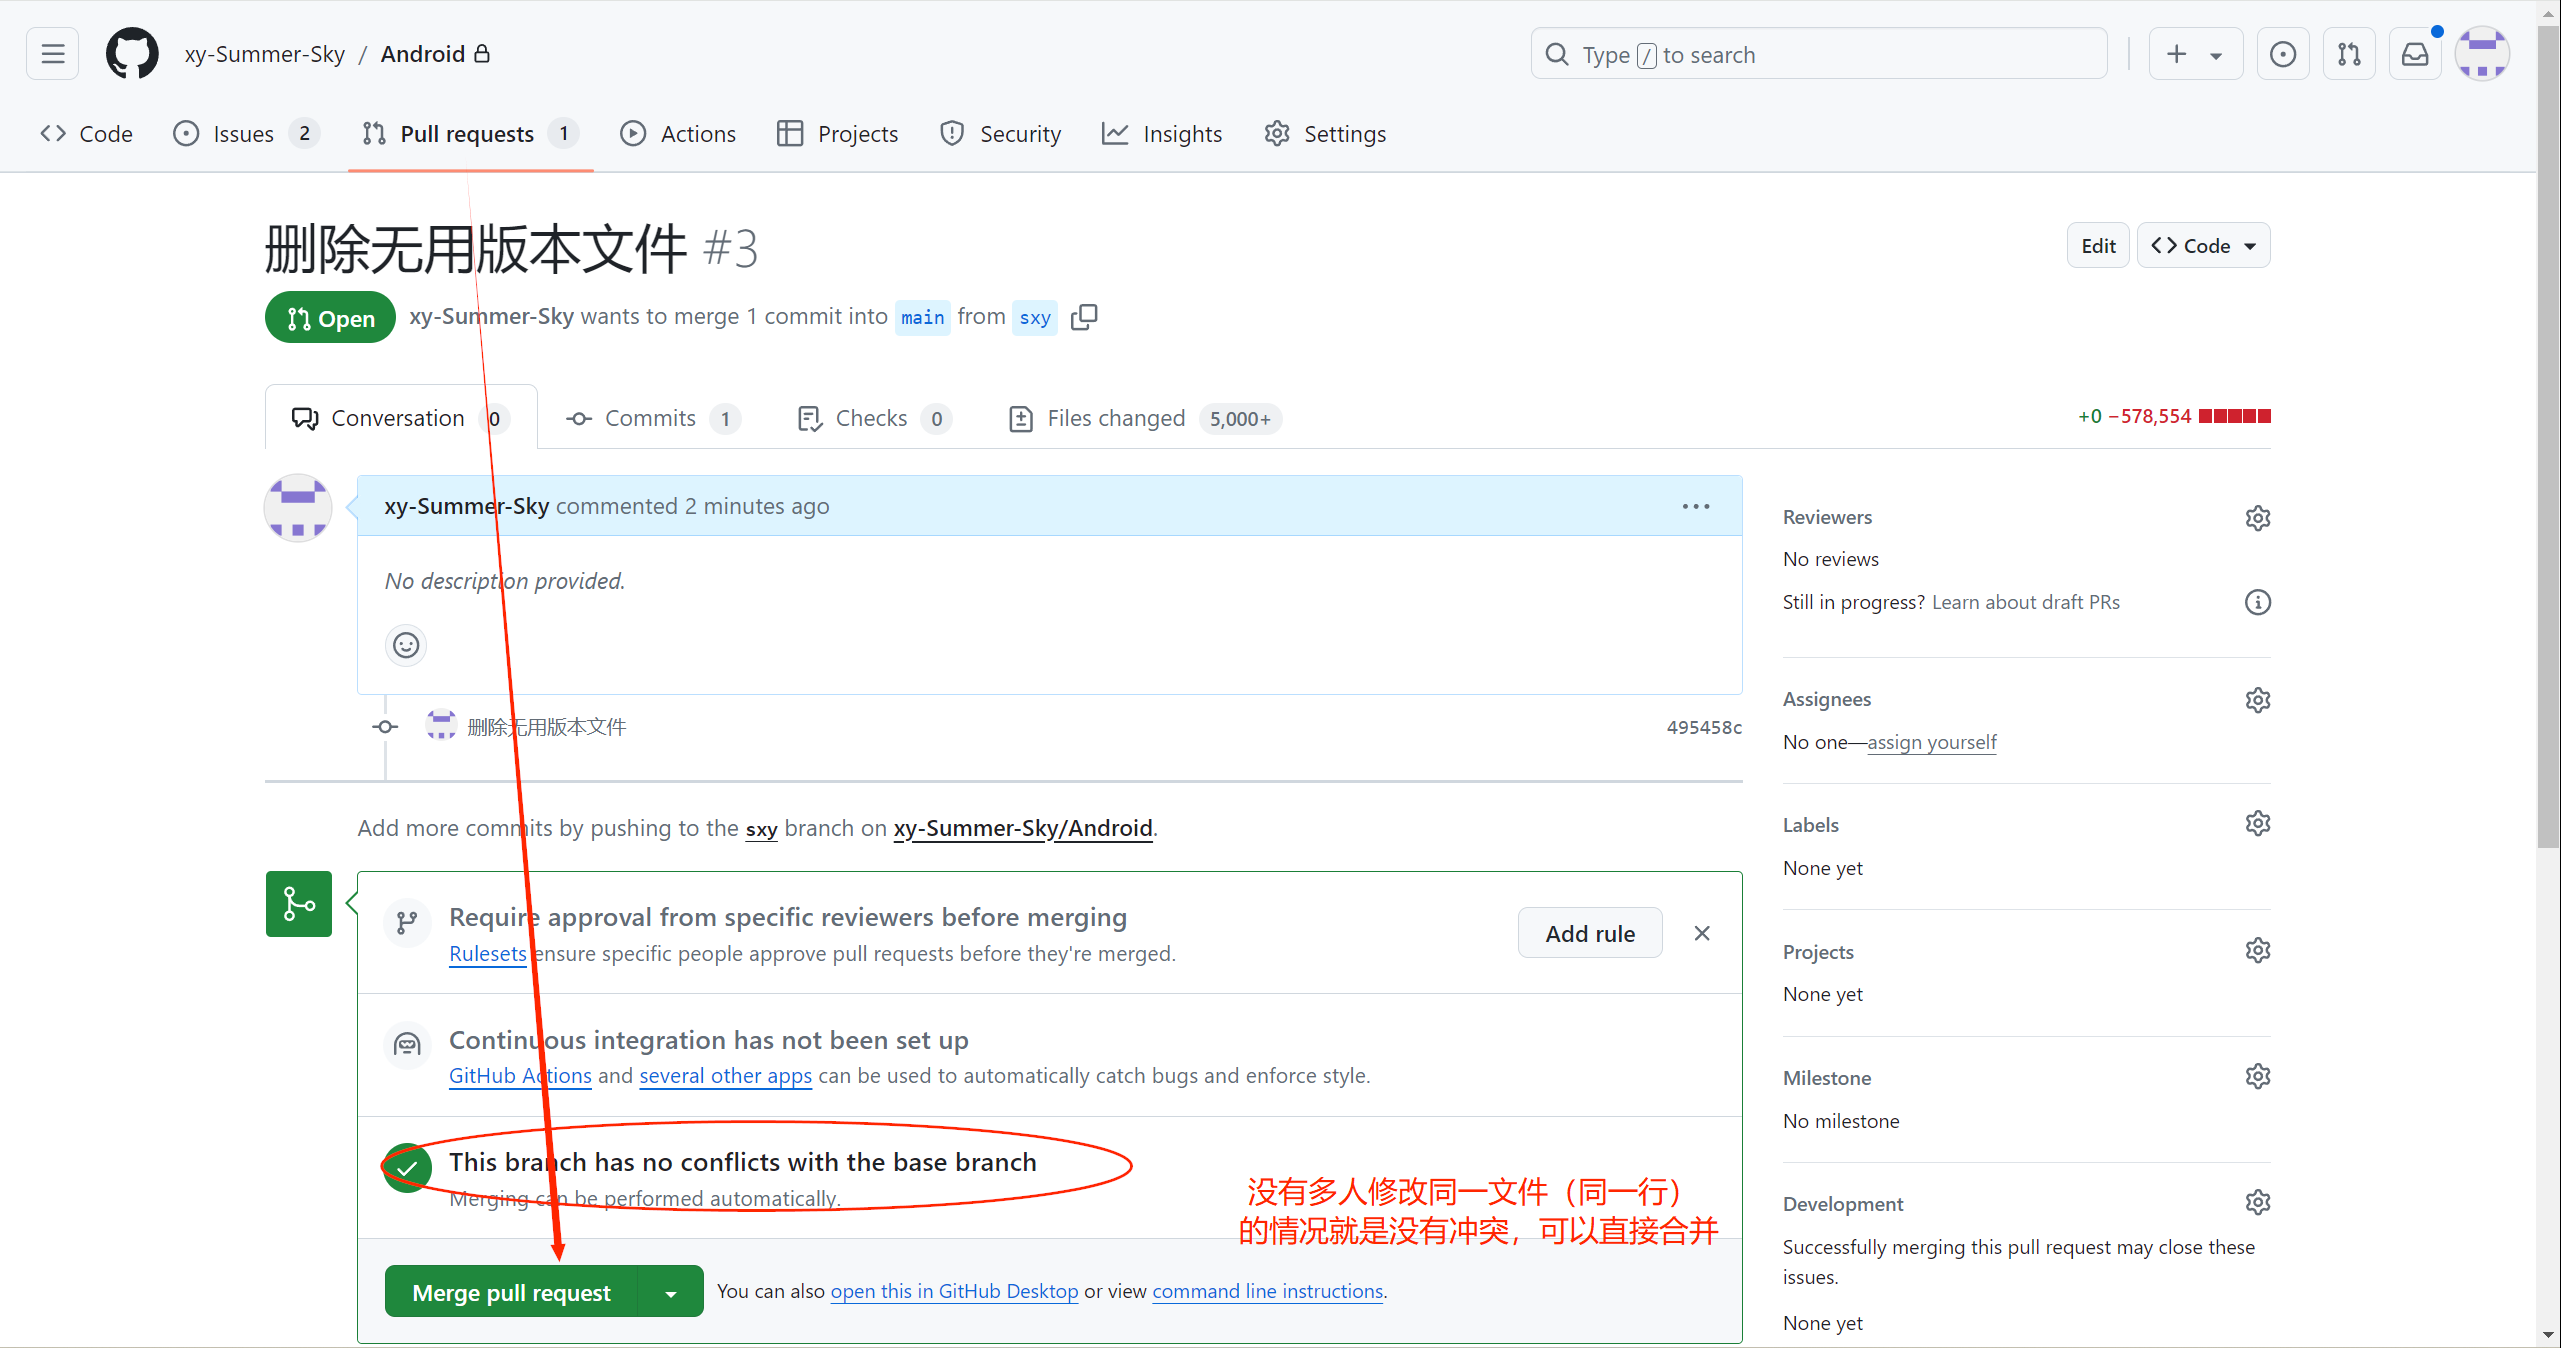 xy-Summer-Sky / Android
Type / to search
Code
Issues 2
Pull requests 1
Actions
Projects
Security
Insights
Settings
删除无用版本文件 #3
Edit
Code
Open
xy-Summer-Sky wants to merge 1 commit into main from sxy
Conversation 0
Commits 1
Checks 0
Files changed 5,000+
+0 −578,554
xy-Summer-Sky commented 2 minutes ago
No description provided.
删除无用版本文件
495458c
Add more commits by pushing to the sxy branch on xy-Summer-Sky/Android.
Require approval from specific reviewers before merging
Rulesets ensure specific people approve pull requests before they're merged.
Add rule
Continuous integration has not been set up
GitHub Actions and several other apps can be used to automatically catch bugs and enforce style.
This branch has no conflicts with the base branch
Merging can be performed automatically.
没有多人修改同一文件（同一行）
的情况就是没有冲突，可以直接合并
Merge pull request
You can also open this in GitHub Desktop or view command line instructions.
Reviewers
No reviews
Still in progress? Learn about draft PRs
Assignees
No one—assign yourself
Labels
None yet
Projects
None yet
Milestone
No milestone
Development
Successfully merging this pull request may close these
issues.
None yet